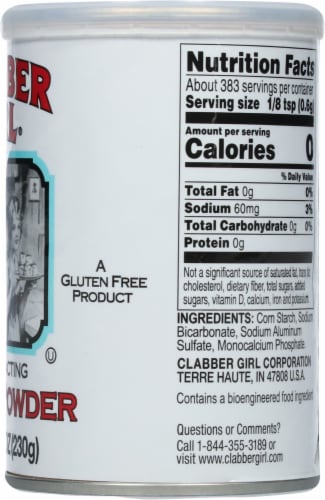 BBER
L®
A
GLUTEN FREE
PRODUCT
U
CTING
OWDER
OZ (230g)
Nutrition Facts
About 383 servings per container
Serving size 1/8 tsp (0.6g)
Amount per serving
Calories 0
% Daily Value
Total Fat 0g 0%
Sodium 60mg 3%
Total Carbohydrate 0g 0%
Protein 0g
Not a significant source of saturated fat, trans fat,
cholesterol, dietary fiber, total sugars, added
sugars, vitamin D, calcium, iron and potassium.
INGREDIENTS: Corn Starch, Sodium
Bicarbonate, Sodium Aluminum
Sulfate, Monocalcium Phosphate.
CLABBER GIRL CORPORATION
TERRE HAUTE, IN 47808 U.S.A.
Contains a bioengineered food ingredient
Questions or Comments?
Call 1-844-355-3189 or
visit www.clabbergirl.com